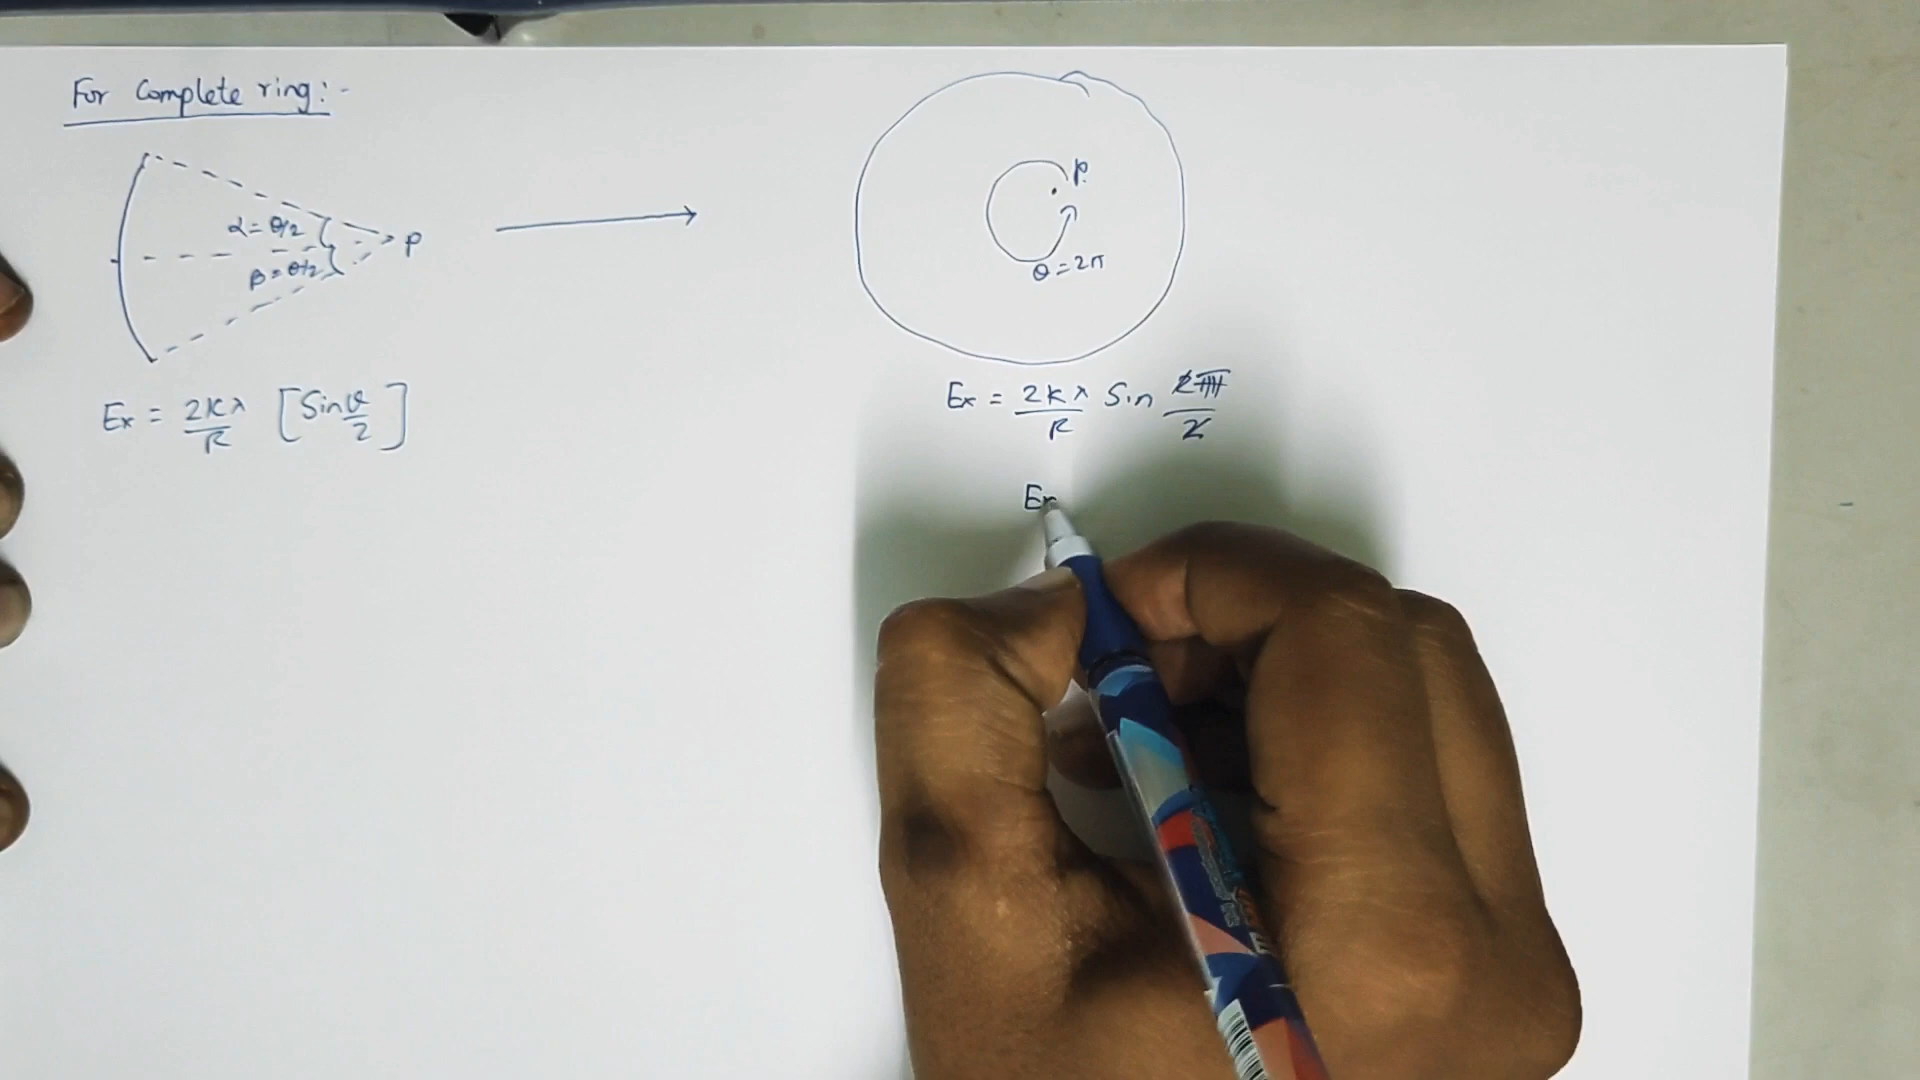 For Complete ring:-
α = θ/2
β = θ/2
P
Ex = 2Kλ/R [Sin θ/2]
P.
θ = 2π
Ex = 2Kλ/R Sin 2π/2
Ex